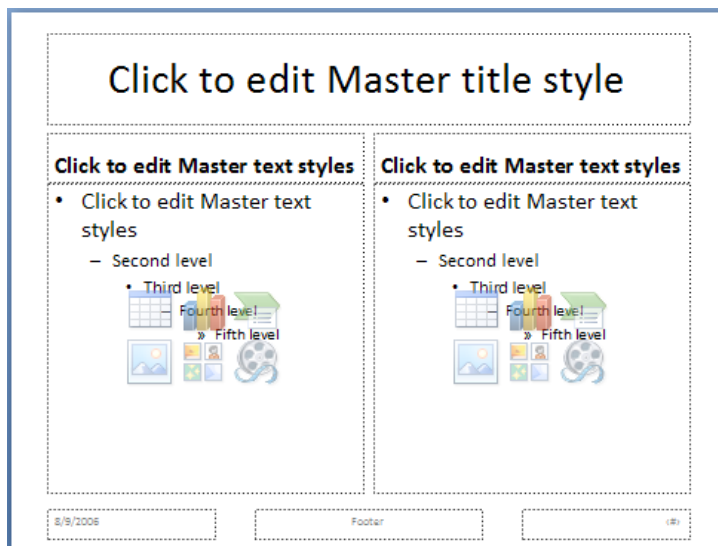 Click to edit Master title style
Click to edit Master text styles
• Click to edit Master text
styles
– Second level
• Third level
– Fourth level
» Fifth level
Click to edit Master text styles
• Click to edit Master text
styles
– Second level
• Third level
– Fourth level
» Fifth level
8/9/2006
Footer
‹#›